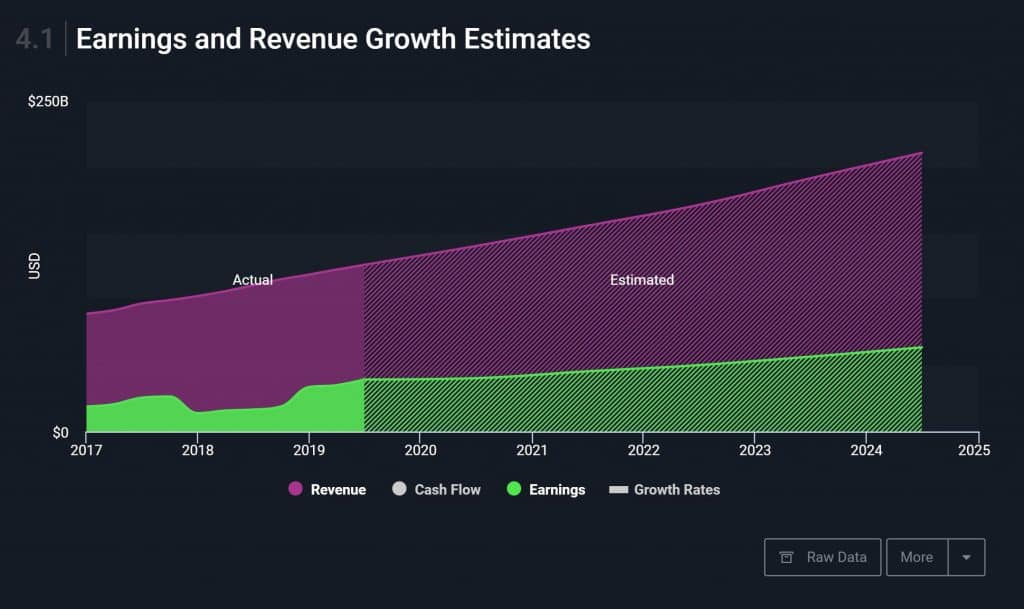 4.1 Earnings and Revenue Growth Estimates
$250B
USD
Actual
Estimated
$0
2017 2018 2019 2020 2021 2022 2023 2024 2025
Revenue Cash Flow Earnings Growth Rates
Raw Data More